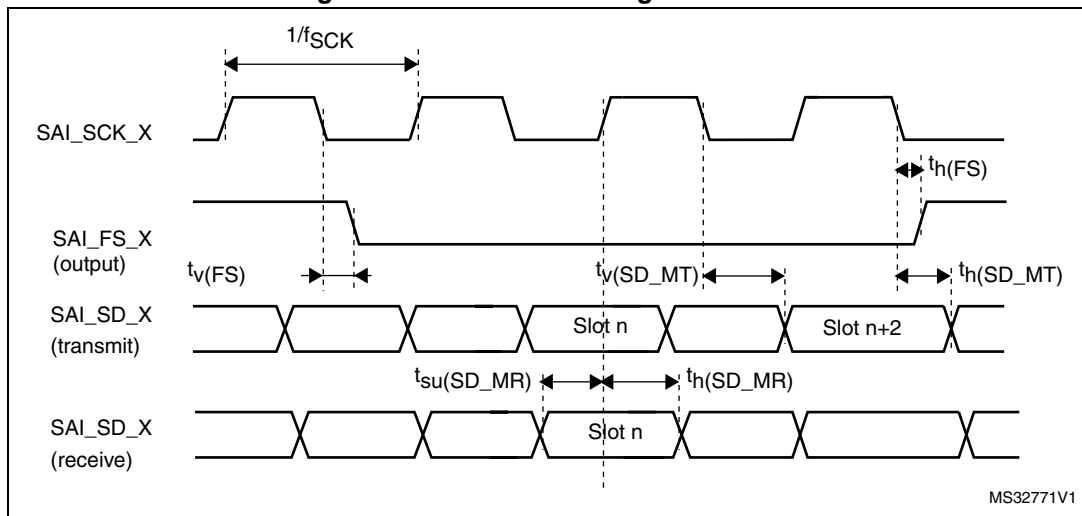 1/fSCK
SAI_SCK_X
th(FS)
SAI_FS_X
(output)
tv(FS)
tv(SD_MT)
th(SD_MT)
SAI_SD_X
(transmit)
Slot n
Slot n+2
tsu(SD_MR)
th(SD_MR)
SAI_SD_X
(receive)
Slot n
MS32771V1